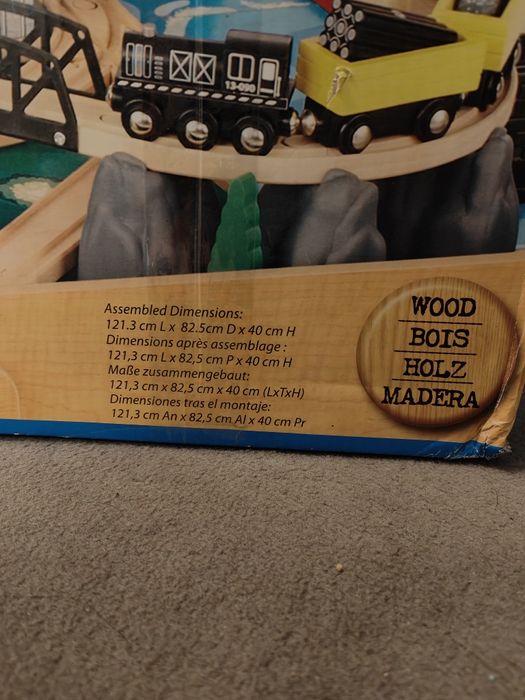 13-090
Assembled Dimensions:
121.3 cm L x 82.5cm D x 40 cm H
Dimensions après assemblage :
121,3 cm L x 82,5 cm P x 40 cm H
Maße zusammengebaut:
121,3 cm x 82,5 cm x 40 cm (LxTxH)
Dimensiones tras el montaje:
121,3 cm An x 82,5 cm Al x 40 cm Pr
WOOD
BOIS
HOLZ
MADERA